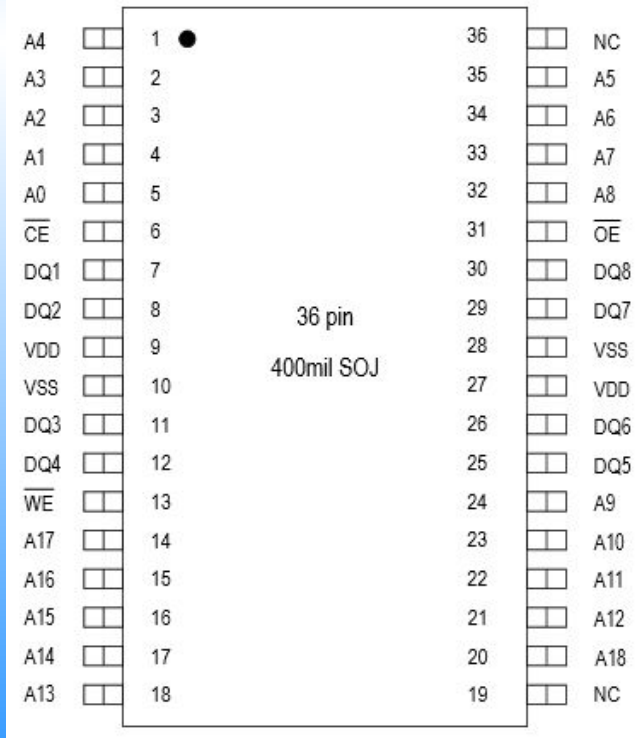 A4 1 36 NC
A3 2 35 A5
A2 3 34 A6
A1 4 33 A7
A0 5 32 A8
C̅E̅ 6 31 O̅E̅
DQ1 7 30 DQ8
DQ2 8 29 DQ7
36 pin
VDD 9 28 VSS
400mil SOJ
VSS 10 27 VDD
DQ3 11 26 DQ6
DQ4 12 25 DQ5
W̅E̅ 13 24 A9
A17 14 23 A10
A16 15 22 A11
A15 16 21 A12
A14 17 20 A18
A13 18 19 NC